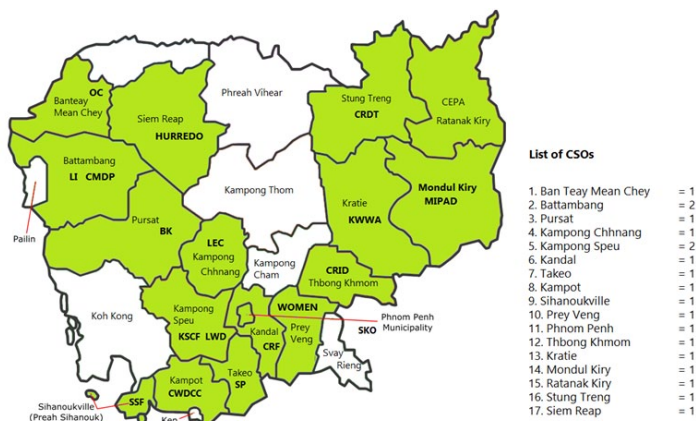 OC
Banteay
Mean Chey
Siem Reap
HURREDO
Phreah Vihear
Stung Treng
CRDT
CEPA
Ratanak Kiry
Battambang
LI CMDP
Pailin
Pursat
BK
Kampong Thom
Kratie
KWWA
Mondul Kiry
MIPAD
LEC
Kampong
Chhnang
Kampong
Cham
CRID
Thbong Khmom
Koh Kong
Kampong
Speu
KSCF LWD
Kandal
CRF
WOMEN
Prey
Veng
Phnom Penh
Municipality
SKO
Svay
Rieng
Takeo
SP
Kampot
CWDCC
SSF
Sihanoukville
(Preah Sihanouk)
Kep
List of CSOs
1. Ban Teay Mean Chey = 1
2. Battambang = 2
3. Pursat = 1
4. Kampong Chhnang = 1
5. Kampong Speu = 2
6. Kandal = 1
7. Takeo = 1
8. Kampot = 1
9. Sihanoukville = 1
10. Prey Veng = 1
11. Phnom Penh = 1
12. Thbong Khmom = 1
13. Kratie = 1
14. Mondul Kiry = 1
15. Ratanak Kiry = 1
16. Stung Treng = 1
17. Siem Reap = 1